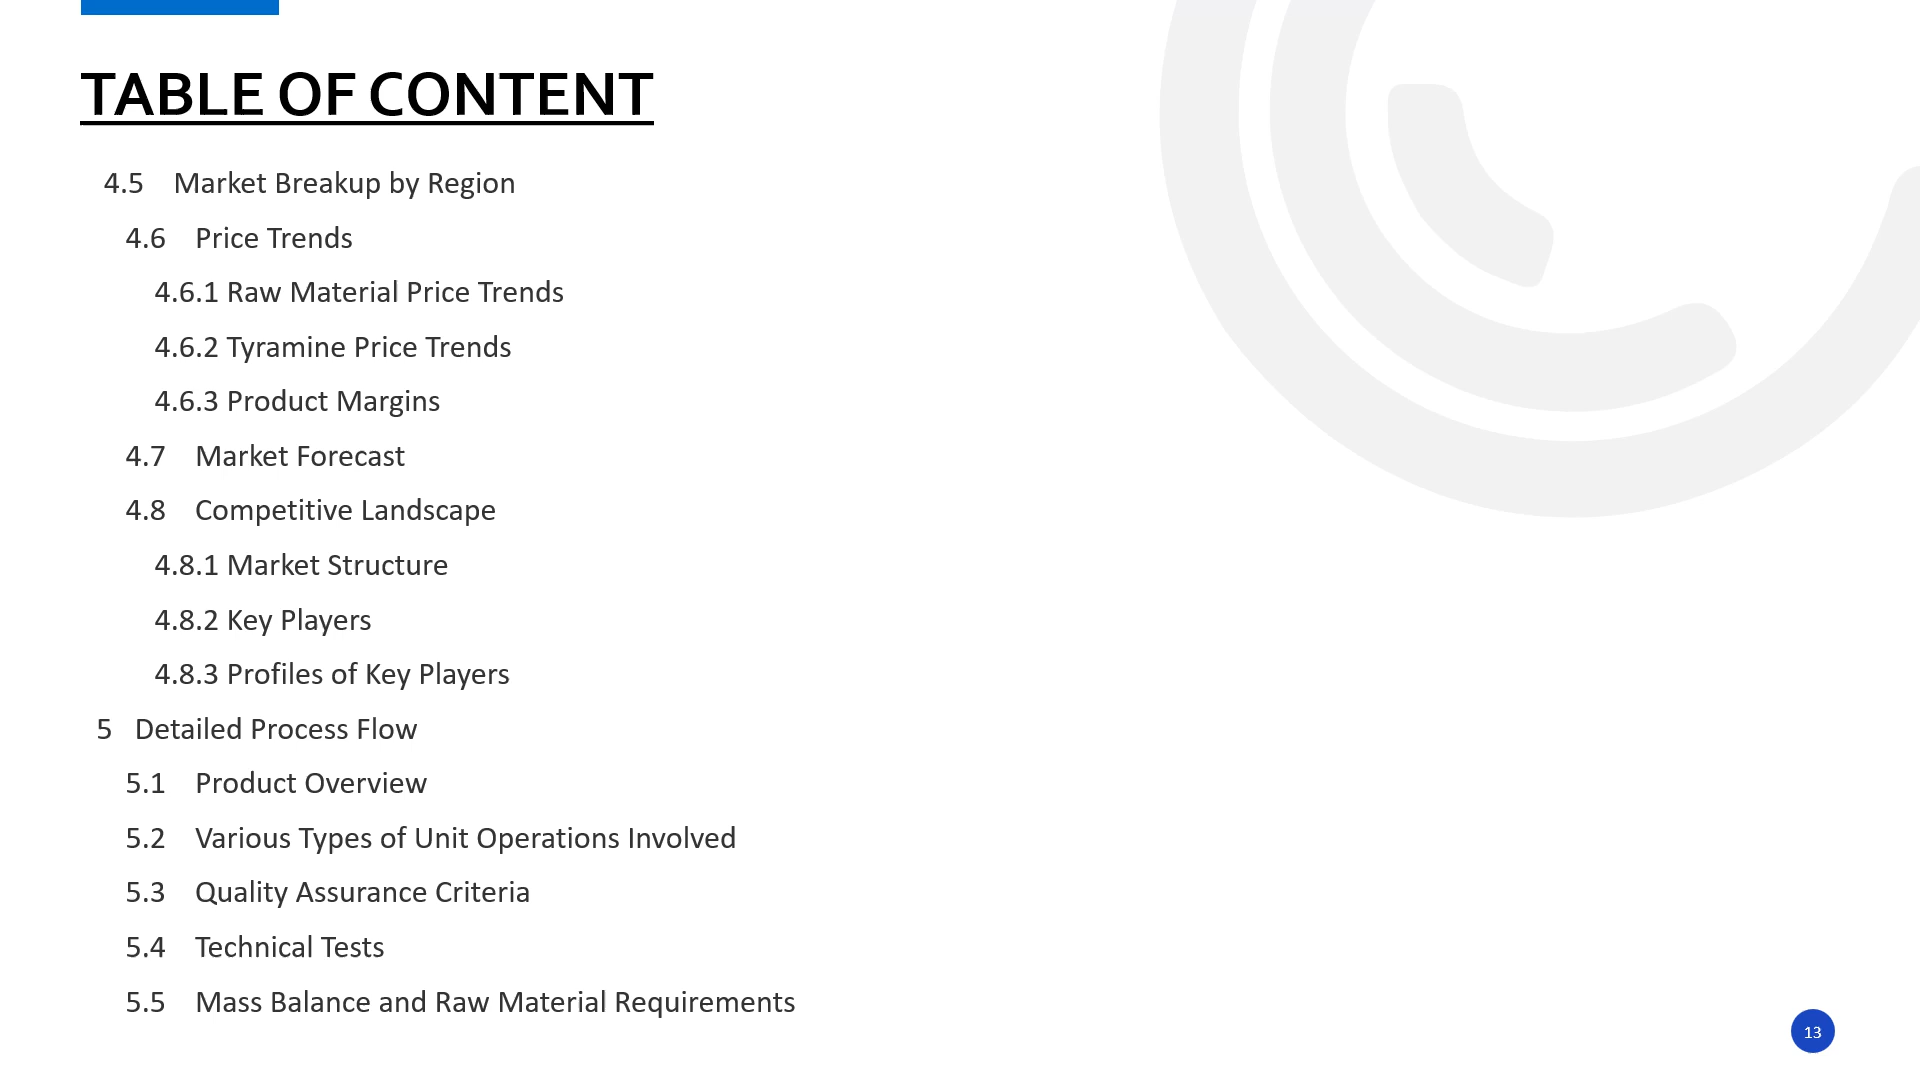 TABLE OF CONTENT
4.5 Market Breakup by Region
4.6 Price Trends
4.6.1 Raw Material Price Trends
4.6.2 Tyramine Price Trends
4.6.3 Product Margins
4.7 Market Forecast
4.8 Competitive Landscape
4.8.1 Market Structure
4.8.2 Key Players
4.8.3 Profiles of Key Players
5 Detailed Process Flow
5.1 Product Overview
5.2 Various Types of Unit Operations Involved
5.3 Quality Assurance Criteria
5.4 Technical Tests
5.5 Mass Balance and Raw Material Requirements
13